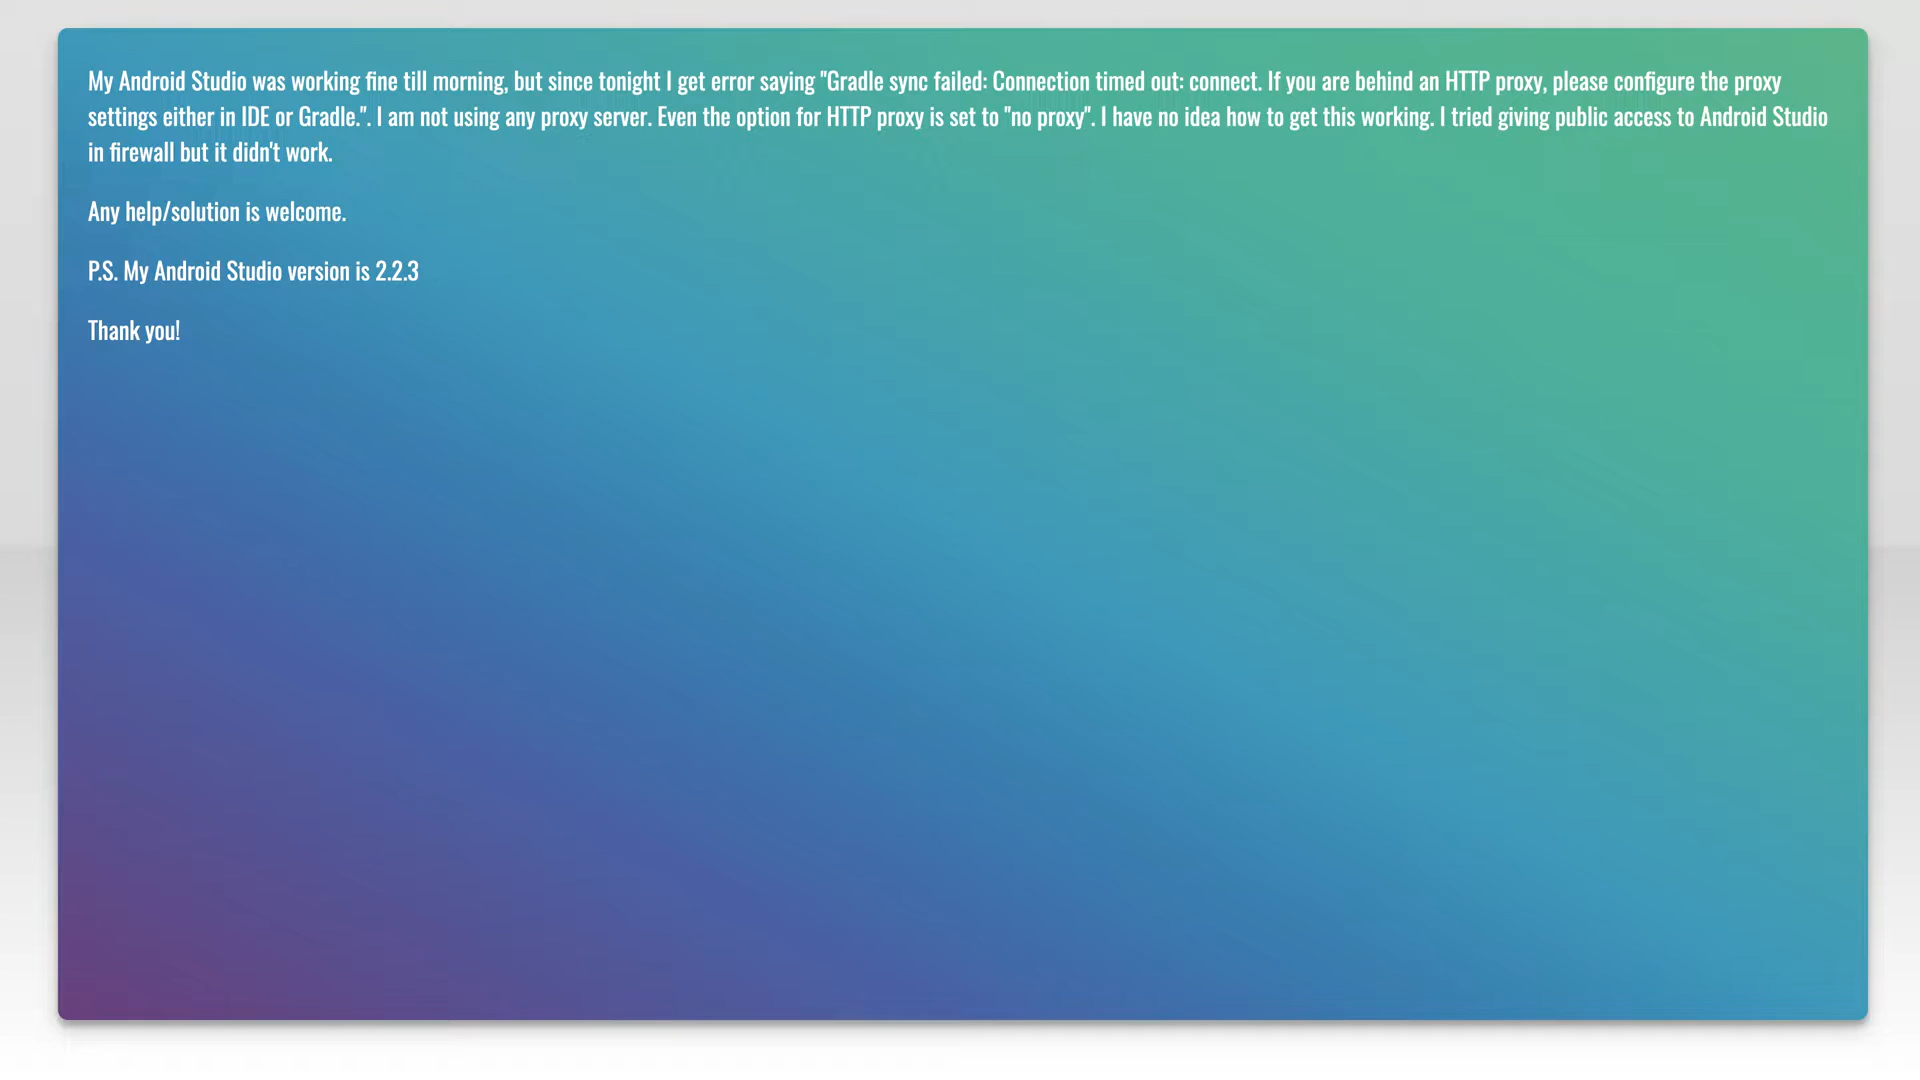 My Android Studio was working fine till morning, but since tonight I get error saying "Gradle sync failed: Connection timed out: connect. If you are behind an HTTP proxy, please configure the proxy
settings either in IDE or Gradle.". I am not using any proxy server. Even the option for HTTP proxy is set to "no proxy". I have no idea how to get this working. I tried giving public access to Android Studio
in firewall but it didn't work.
Any help/solution is welcome.
P.S. My Android Studio version is 2.2.3
Thank you!